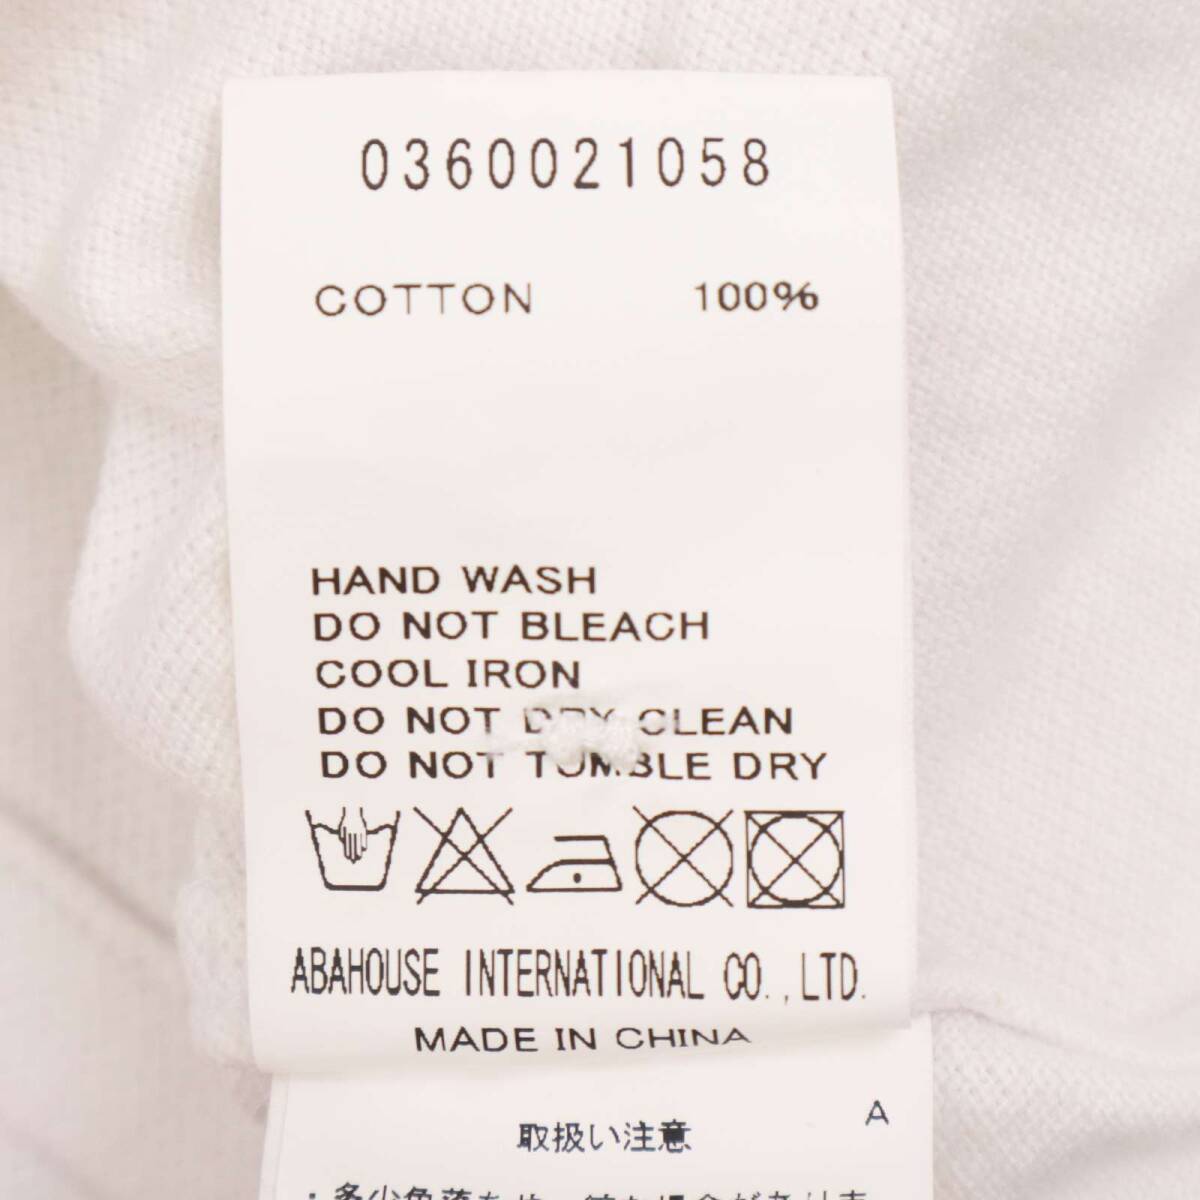 0360021058
COTTON 100%
HAND WASH
DO NOT BLEACH
COOL IRON
DO NOT DRY CLEAN
DO NOT TUMBLE DRY
ABAHOUSE INTERNATIONAL CO.,LTD.
MADE IN CHINA
A
取扱い注意